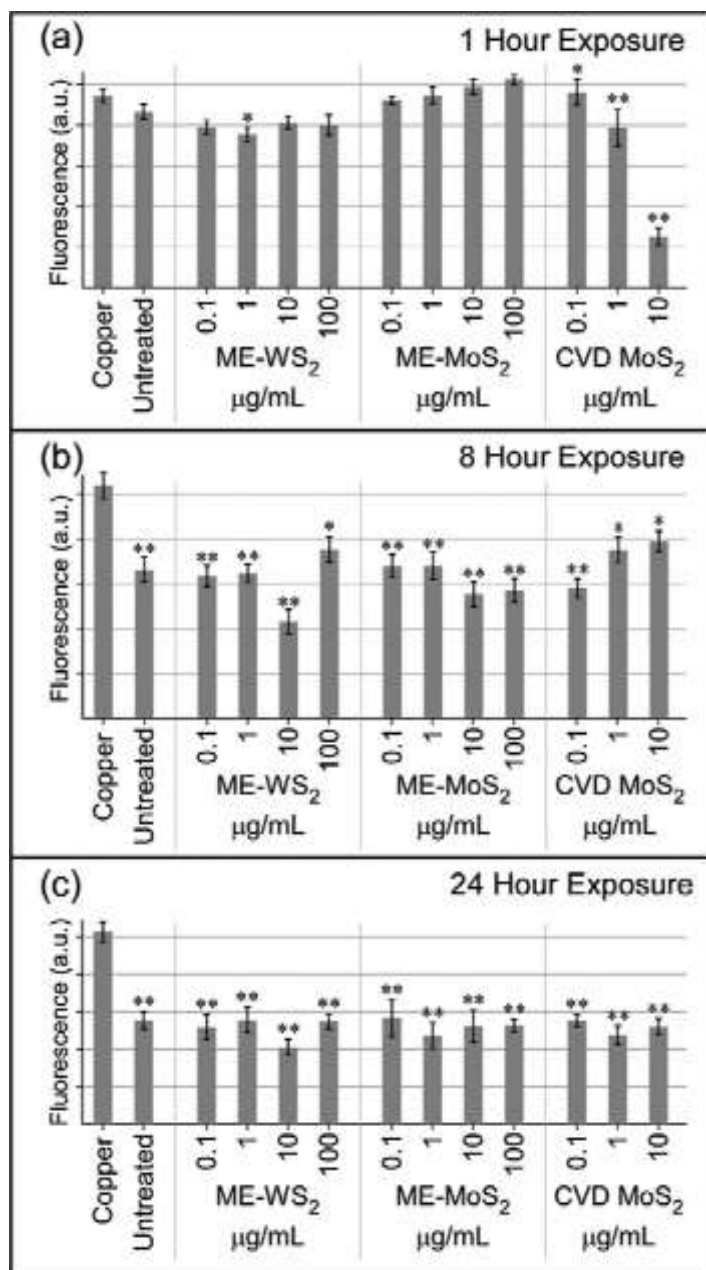 (a) 1 Hour Exposure
Fluorescence (a.u.)
* * ** **
Copper Untreated 0.1 1 10 100 0.1 1 10 100 0.1 1 10
ME-WS₂ ME-MoS₂ CVD MoS₂
μg/mL μg/mL μg/mL
(b) 8 Hour Exposure
Fluorescence (a.u.)
** ** ** ** * ** ** ** ** ** * *
Copper Untreated 0.1 1 10 100 0.1 1 10 100 0.1 1 10
ME-WS₂ ME-MoS₂ CVD MoS₂
μg/mL μg/mL μg/mL
(c) 24 Hour Exposure
Fluorescence (a.u.)
** ** ** ** ** ** ** ** ** ** ** **
Copper Untreated 0.1 1 10 100 0.1 1 10 100 0.1 1 10
ME-WS₂ ME-MoS₂ CVD MoS₂
μg/mL μg/mL μg/mL